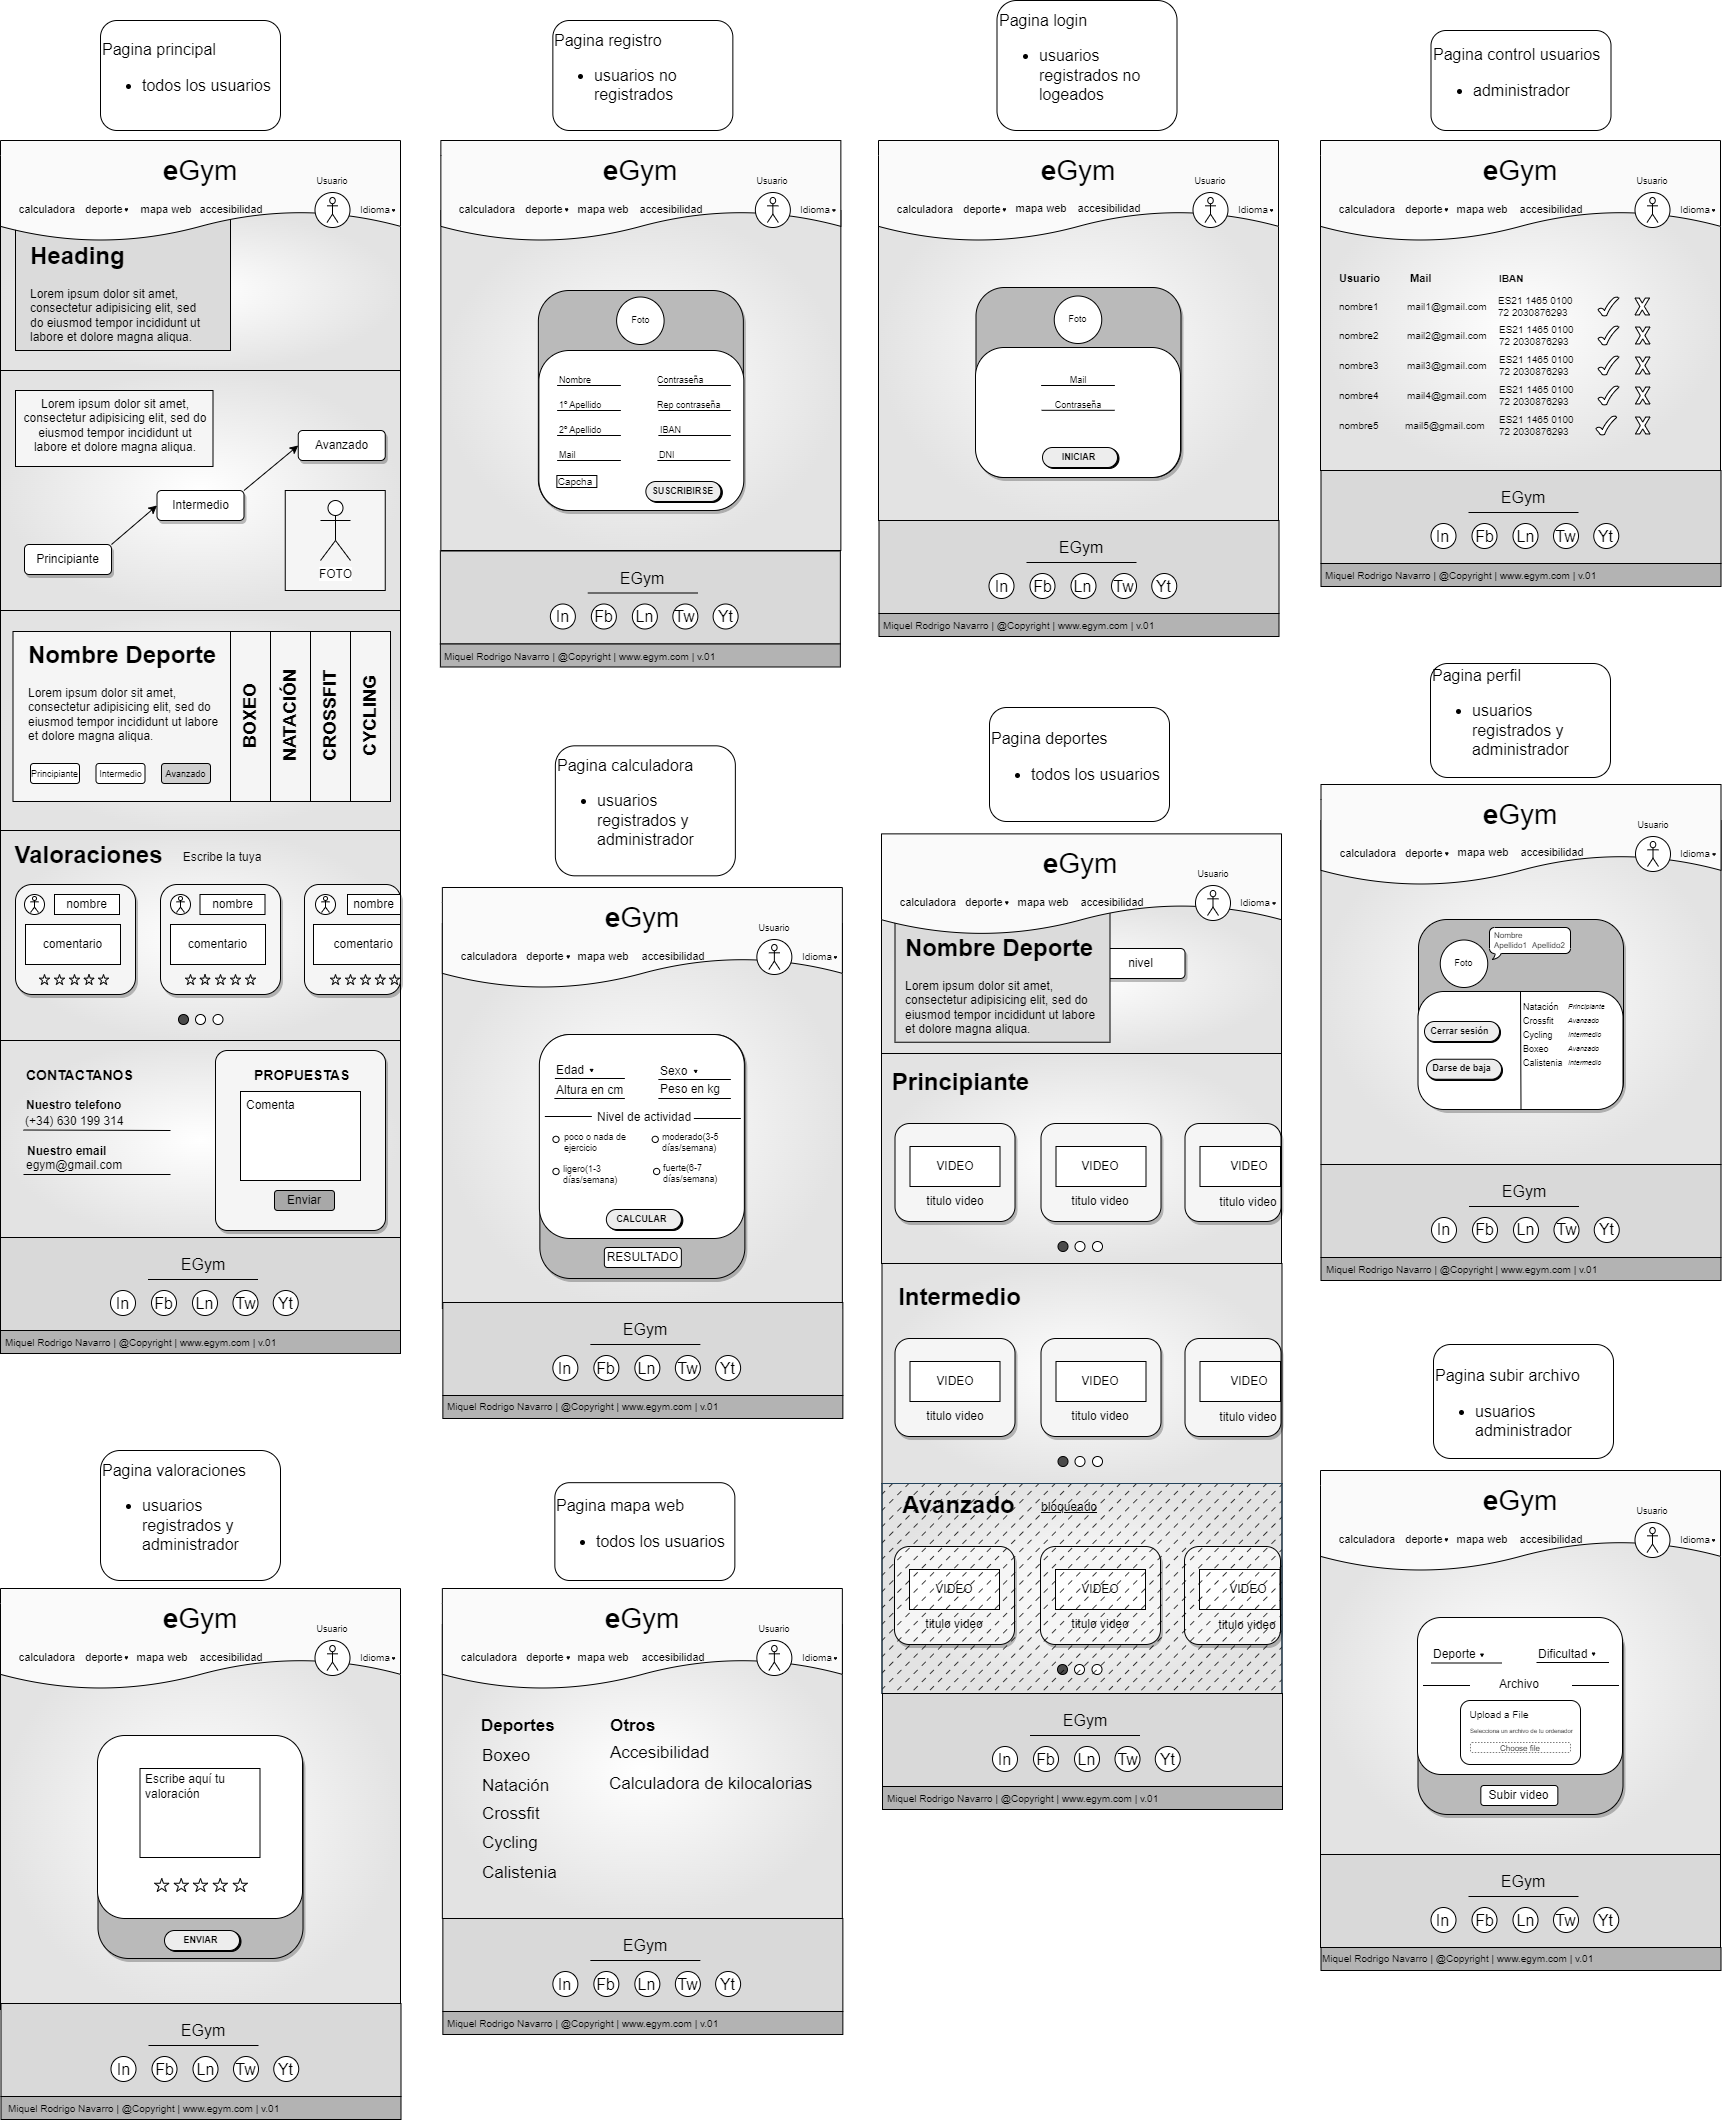 Pagina principal
• todos los usuarios
eGym
Usuario
calculadora deporte▾ mapa web accesibilidad Idioma▾
Heading
Lorem ipsum dolor sit amet,
consectetur adipisicing elit, sed
do eiusmod tempor incididunt ut
labore et dolore magna aliqua.
Lorem ipsum dolor sit amet,
consectetur adipisicing elit, sed do
eiusmod tempor incididunt ut
labore et dolore magna aliqua.
Avanzado
Intermedio
Principiante
FOTO
Nombre Deporte
Lorem ipsum dolor sit amet,
consectetur adipisicing elit, sed do
eiusmod tempor incididunt ut labore
et dolore magna aliqua.
Principiante Intermedio Avanzado
BOXEO
NATACIÓN
CROSSFIT
CYCLING
Valoraciones Escribe la tuya
nombre nombre nombre
comentario comentario comentario
CONTACTANOS
Nuestro telefono
(+34) 630 199 314
Nuestro email
egym@gmail.com
PROPUESTAS
Comenta
Enviar
EGym
In Fb Ln Tw Yt
Miquel Rodrigo Navarro | @Copyright | www.egym.com | v.01
Pagina valoraciones
• usuarios
registrados y
administrador
eGym
Usuario
calculadora deporte▾ mapa web accesibilidad Idioma▾
Escribe aquí tu
valoración
ENVIAR
EGym
In Fb Ln Tw Yt
Miquel Rodrigo Navarro | @Copyright | www.egym.com | v.01
Pagina registro
• usuarios no
registrados
eGym
Usuario
calculadora deporte▾ mapa web accesibilidad Idioma▾
Foto
Nombre Contraseña
1º Apellido Rep contraseña
2º Apellido IBAN
Mail DNI
Capcha SUSCRIBIRSE
EGym
In Fb Ln Tw Yt
Miquel Rodrigo Navarro | @Copyright | www.egym.com | v.01
Pagina calculadora
• usuarios
registrados y
administrador
eGym
Usuario
calculadora deporte▾ mapa web accesibilidad Idioma▾
Edad▾ Sexo▾
Altura en cm Peso en kg
Nivel de actividad
poco o nada de
ejercicio
moderado(3-5
días/semana)
ligero(1-3
días/semana)
fuerte(6-7
días/semana)
CALCULAR
RESULTADO
EGym
In Fb Ln Tw Yt
Miquel Rodrigo Navarro | @Copyright | www.egym.com | v.01
Pagina mapa web
• todos los usuarios
eGym
Usuario
calculadora deporte▾ mapa web accesibilidad Idioma▾
Deportes Otros
Boxeo Accesibilidad
Natación Calculadora de kilocalorias
Crossfit
Cycling
Calistenia
EGym
In Fb Ln Tw Yt
Miquel Rodrigo Navarro | @Copyright | www.egym.com | v.01
Pagina login
• usuarios
registrados no
logeados
eGym
Usuario
calculadora deporte▾ mapa web accesibilidad Idioma▾
Foto
Mail
Contraseña
INICIAR
EGym
In Fb Ln Tw Yt
Miquel Rodrigo Navarro | @Copyright | www.egym.com | v.01
Pagina deportes
• todos los usuarios
eGym
Usuario
calculadora deporte▾ mapa web accesibilidad Idioma▾
Nombre Deporte
nivel
Lorem ipsum dolor sit amet,
consectetur adipisicing elit, sed do
eiusmod tempor incididunt ut labore
et dolore magna aliqua.
Principiante
VIDEO VIDEO VIDEO
titulo video titulo video titulo video
Intermedio
VIDEO VIDEO VIDEO
titulo video titulo video titulo video
Avanzado bloqueado
VIDEO VIDEO VIDEO
titulo video titulo video titulo video
EGym
In Fb Ln Tw Yt
Miquel Rodrigo Navarro | @Copyright | www.egym.com | v.01
Pagina control usuarios
• administrador
eGym
Usuario
calculadora deporte▾ mapa web accesibilidad Idioma▾
Usuario Mail IBAN
nombre1 mail1@gmail.com ES21 1465 0100
72 2030876293
nombre2 mail2@gmail.com ES21 1465 0100
72 2030876293
nombre3 mail3@gmail.com ES21 1465 0100
72 2030876293
nombre4 mail4@gmail.com ES21 1465 0100
72 2030876293
nombre5 mail5@gmail.com ES21 1465 0100
72 2030876293
EGym
In Fb Ln Tw Yt
Miquel Rodrigo Navarro | @Copyright | www.egym.com | v.01
Pagina perfil
• usuarios
registrados y
administrador
eGym
Usuario
calculadora deporte▾ mapa web accesibilidad Idioma▾
Nombre
Apellido1 Apellido2
Foto
Cerrar sesión
Darse de baja
Natación Principiante
Crossfit Avanzado
Cycling Intermedio
Boxeo Avanzado
Calistenia Intermedio
EGym
In Fb Ln Tw Yt
Miquel Rodrigo Navarro | @Copyright | www.egym.com | v.01
Pagina subir archivo
• usuarios
administrador
eGym
Usuario
calculadora deporte▾ mapa web accesibilidad Idioma▾
Deporte▾ Dificultad▾
Archivo
Upload a File
Selecciona un archivo de tu ordenador
Choose file
Subir video
EGym
In Fb Ln Tw Yt
Miquel Rodrigo Navarro | @Copyright | www.egym.com | v.01